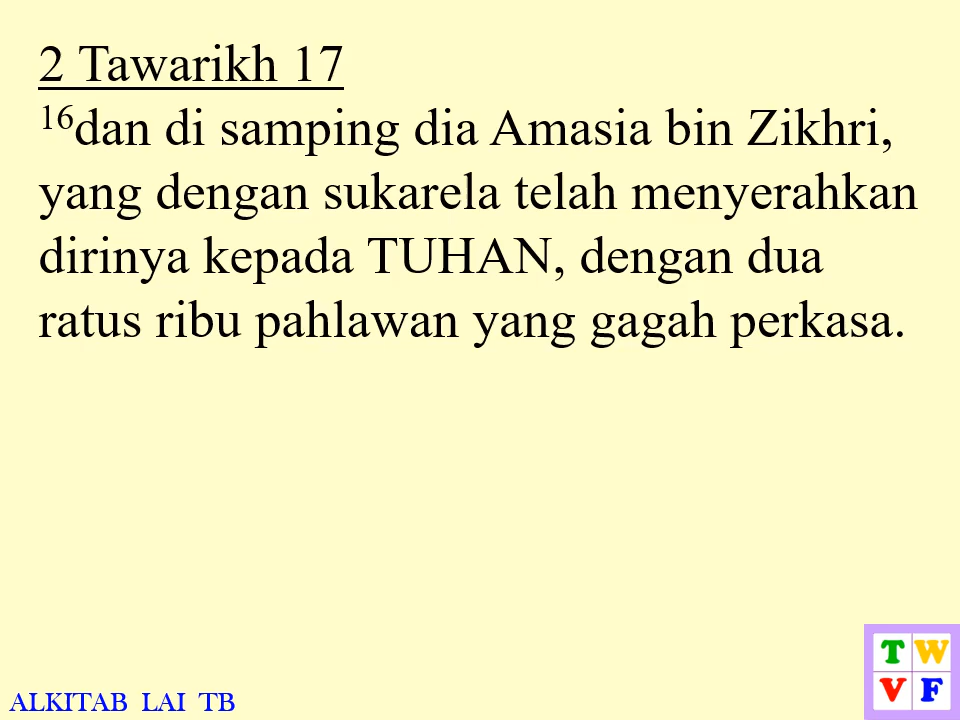 2 Tawarikh 17
16dan di samping dia Amasia bin Zikhri,
yang dengan sukarela telah menyerahkan
dirinya kepada TUHAN, dengan dua
ratus ribu pahlawan yang gagah perkasa.
ALKITAB LAI TB
T W
V F